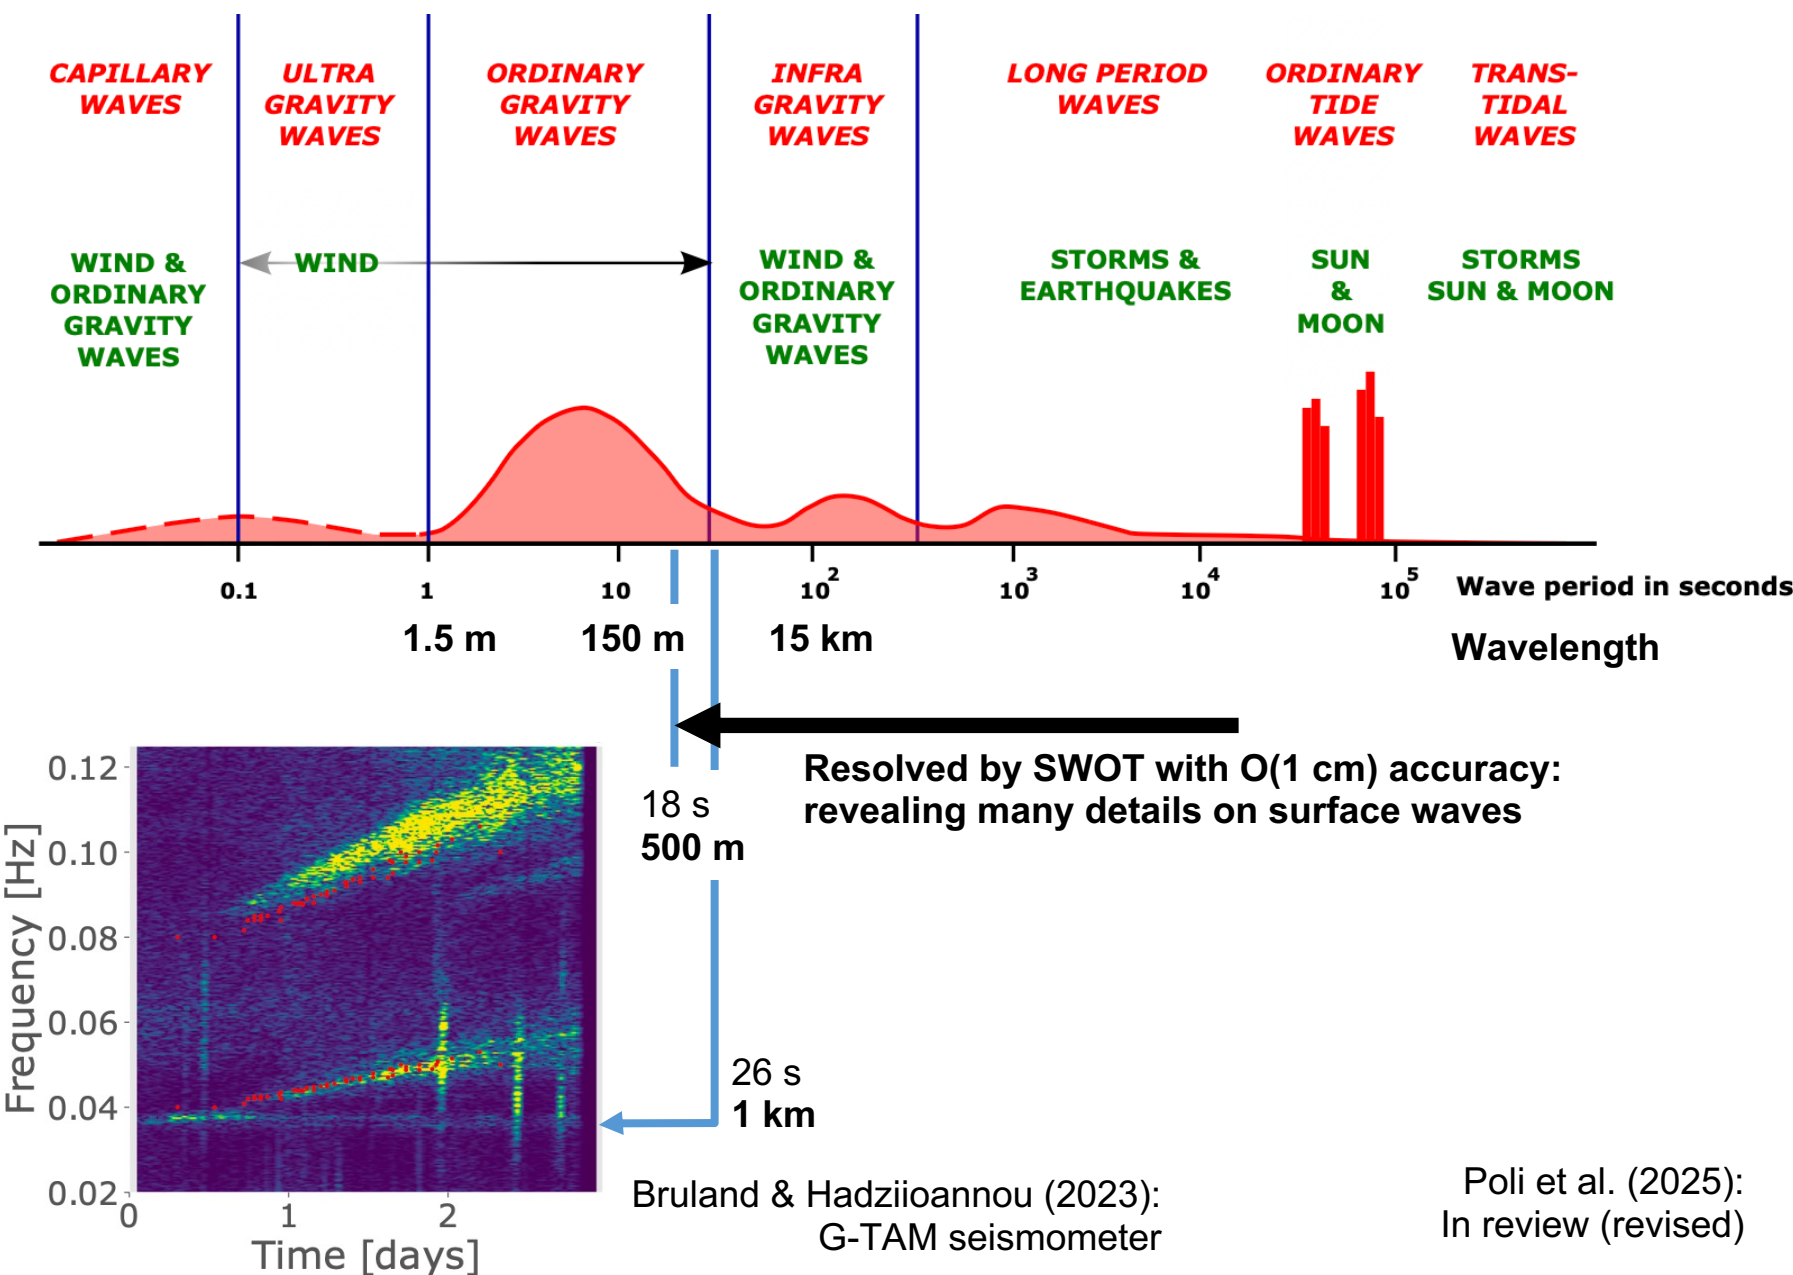 CAPILLARY
WAVES
ULTRA
GRAVITY
WAVES
ORDINARY
GRAVITY
WAVES
INFRA
GRAVITY
WAVES
LONG PERIOD
WAVES
ORDINARY
TIDE
WAVES
TRANS-
TIDAL
WAVES
WIND &
ORDINARY
GRAVITY
WAVES
WIND
WIND &
ORDINARY
GRAVITY
WAVES
STORMS &
EARTHQUAKES
SUN
&
MOON
STORMS
SUN & MOON
0.1
1
10
10²
10³
10⁴
10⁵
Wave period in seconds
1.5 m
150 m
15 km
Wavelength
Resolved by SWOT with O(1 cm) accuracy:
revealing many details on surface waves
18 s
500 m
26 s
1 km
Frequency [Hz]
0.12
0.10
0.08
0.06
0.04
0.02
0
1
2
Time [days]
Bruland & Hadziioannou (2023):
G-TAM seismometer
Poli et al. (2025):
In review (revised)